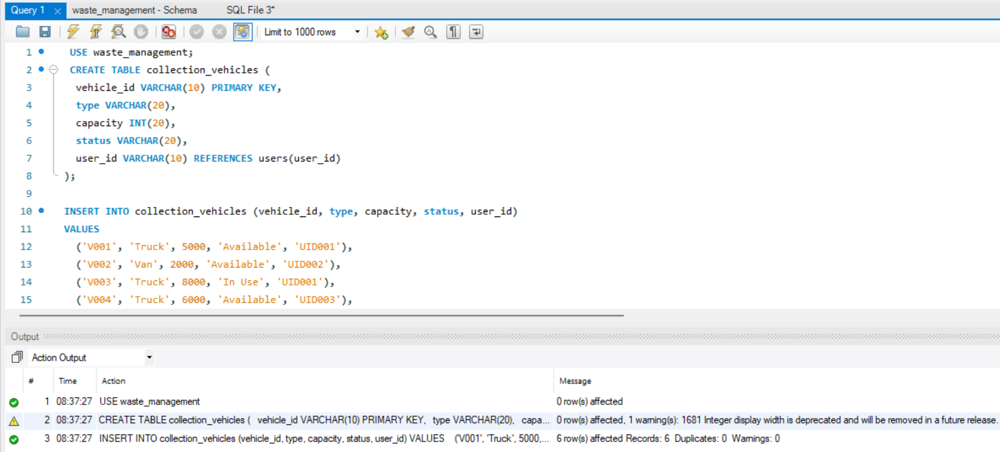 Query 1 × waste_management - Schema SQL File 3*
Limit to 1000 rows
1 USE waste_management;
2 CREATE TABLE collection_vehicles (
3 vehicle_id VARCHAR(10) PRIMARY KEY,
4 type VARCHAR(20),
5 capacity INT(20),
6 status VARCHAR(20),
7 user_id VARCHAR(10) REFERENCES users(user_id)
8 );
9
10 INSERT INTO collection_vehicles (vehicle_id, type, capacity, status, user_id)
11 VALUES
12 ('V001', 'Truck', 5000, 'Available', 'UID001'),
13 ('V002', 'Van', 2000, 'Available', 'UID002'),
14 ('V003', 'Truck', 8000, 'In Use', 'UID001'),
15 ('V004', 'Truck', 6000, 'Available', 'UID003'),
Output
Action Output
# Time Action Message
1 08:37:27 USE waste_management 0 row(s) affected
2 08:37:27 CREATE TABLE collection_vehicles ( vehicle_id VARCHAR(10) PRIMARY KEY, type VARCHAR(20), capa... 0 row(s) affected, 1 warning(s): 1681 Integer display width is deprecated and will be removed in a future release.
3 08:37:27 INSERT INTO collection_vehicles (vehicle_id, type, capacity, status, user_id) VALUES ('V001', 'Truck', 5000,... 6 row(s) affected Records: 6 Duplicates: 0 Warnings: 0